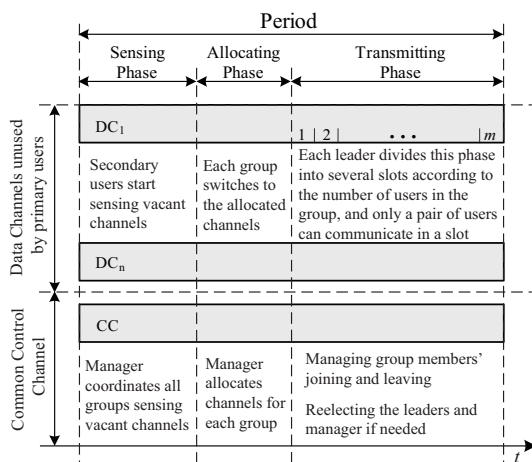 Period
Sensing
Phase
Allocating
Phase
Transmitting
Phase
Data Channels unused
by primary users
DC1
1 | 2 | ••• | m
Secondary
users start
sensing vacant
channels
Each group
switches to
the allocated
channels
Each leader divides this phase
into several slots according to
the number of users in the
group, and only a pair of users
can communicate in a slot
DCn
Common Control
Channel
CC
Manager
coordinates all
groups sensing
vacant channels
Manager
allocates
channels for
each group
Managing group members’
joining and leaving
Reelecting the leaders and
manager if needed
t